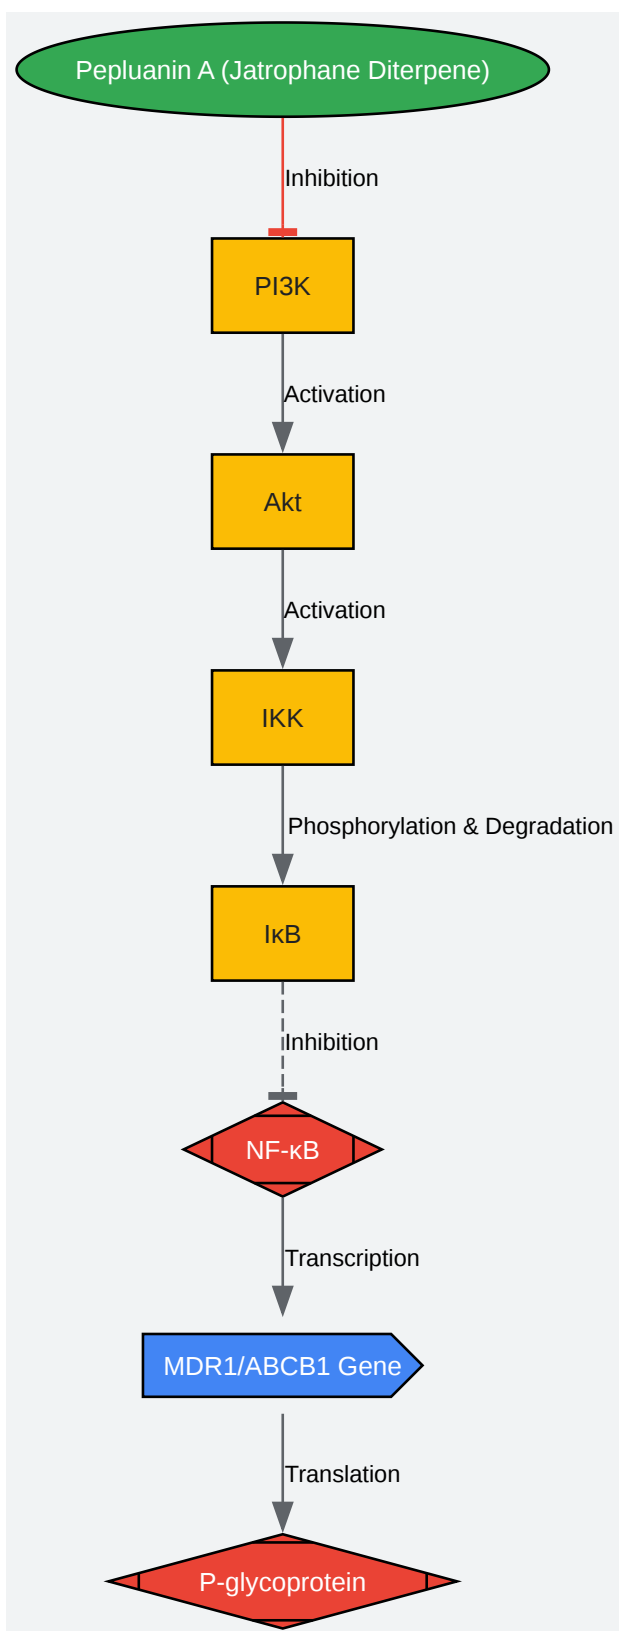 Pepluanin A (Jatrophane Diterpene)
Inhibition
PI3K
Activation
Akt
Activation
IKK
Phosphorylation & Degradation
IκB
Inhibition
NF-κB
Transcription
MDR1/ABCB1 Gene
Translation
P-glycoprotein